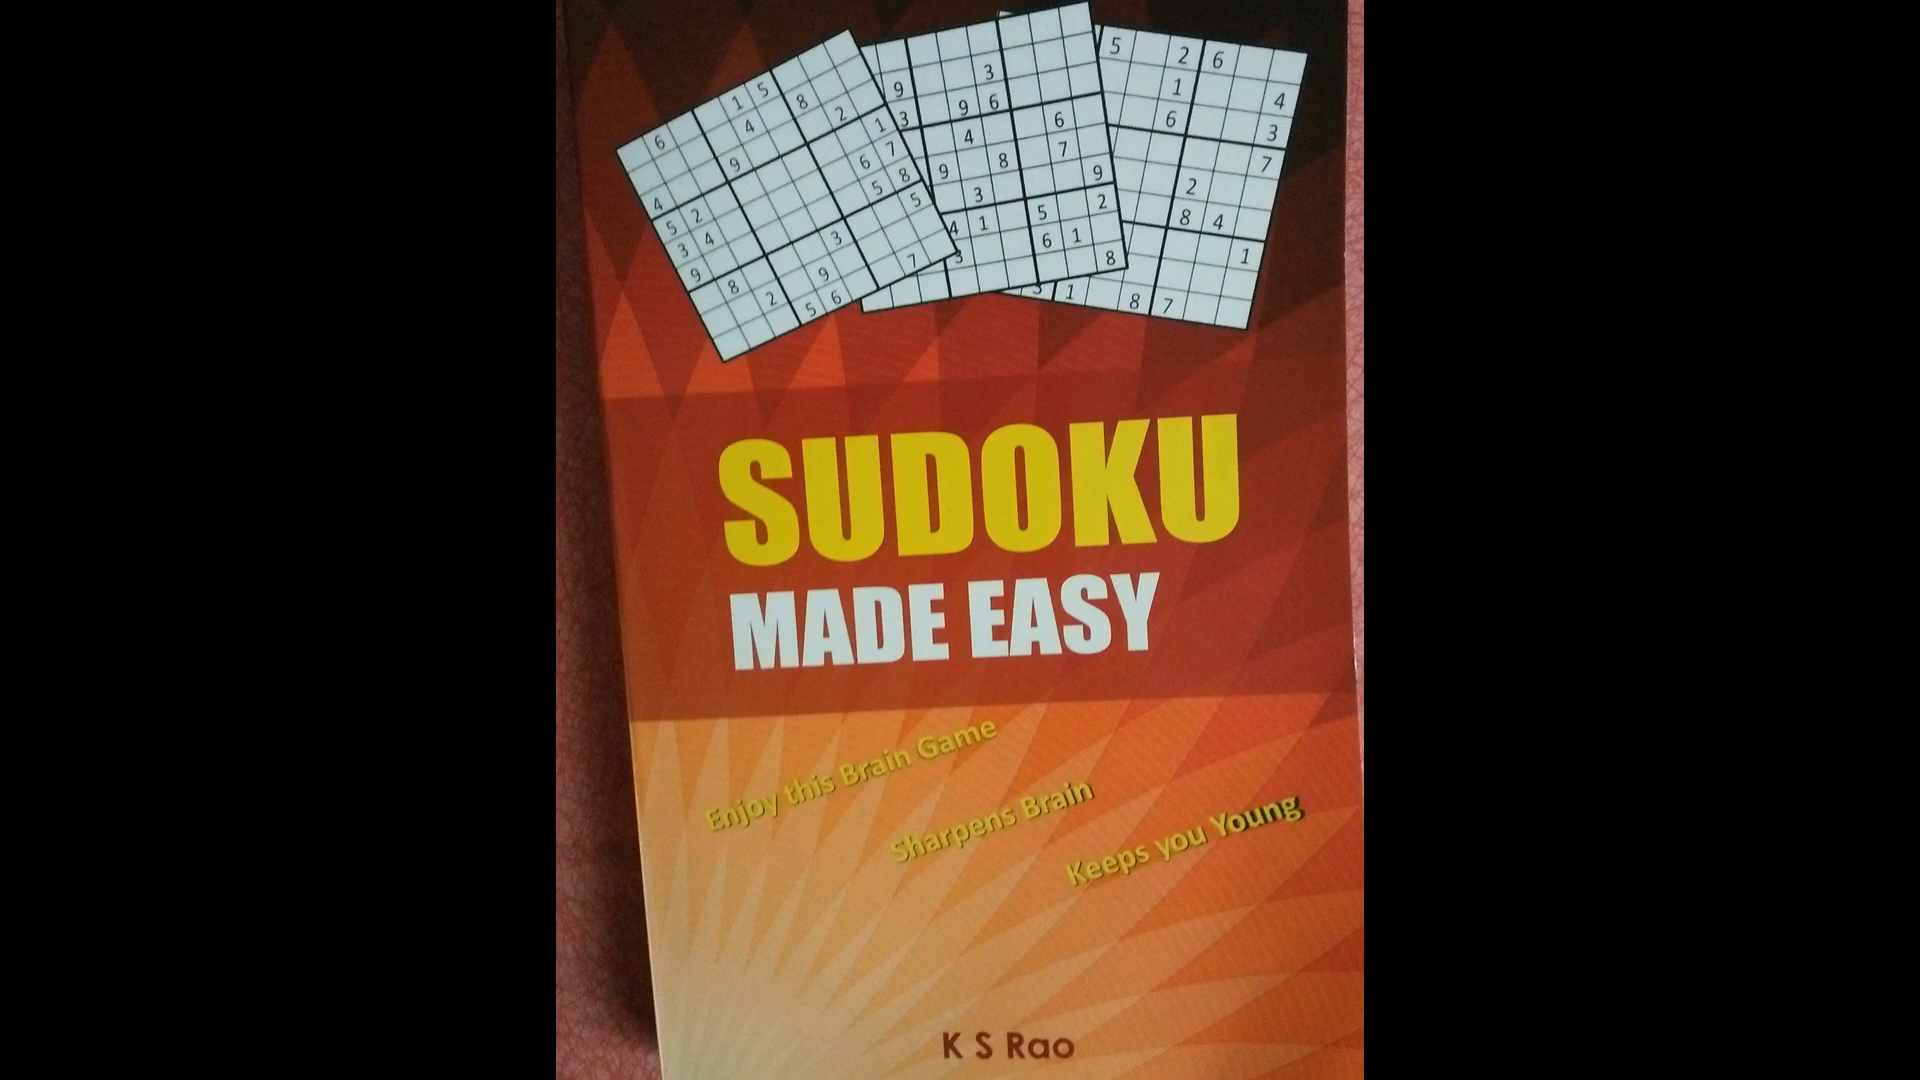 SUDOKU
MADE EASY
Enjoy this Brain Game
Sharpens Brain
Keeps you Young
K S Rao